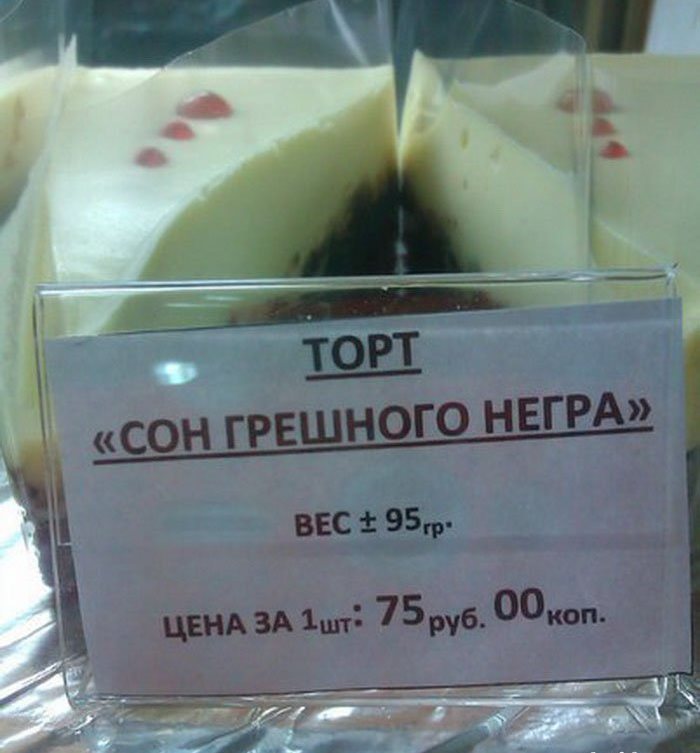 ТОРТ
«СОН ГРЕШНОГО НЕГРА»
ВЕС ± 95гр.
ЦЕНА ЗА 1шт: 75руб. 00коп.